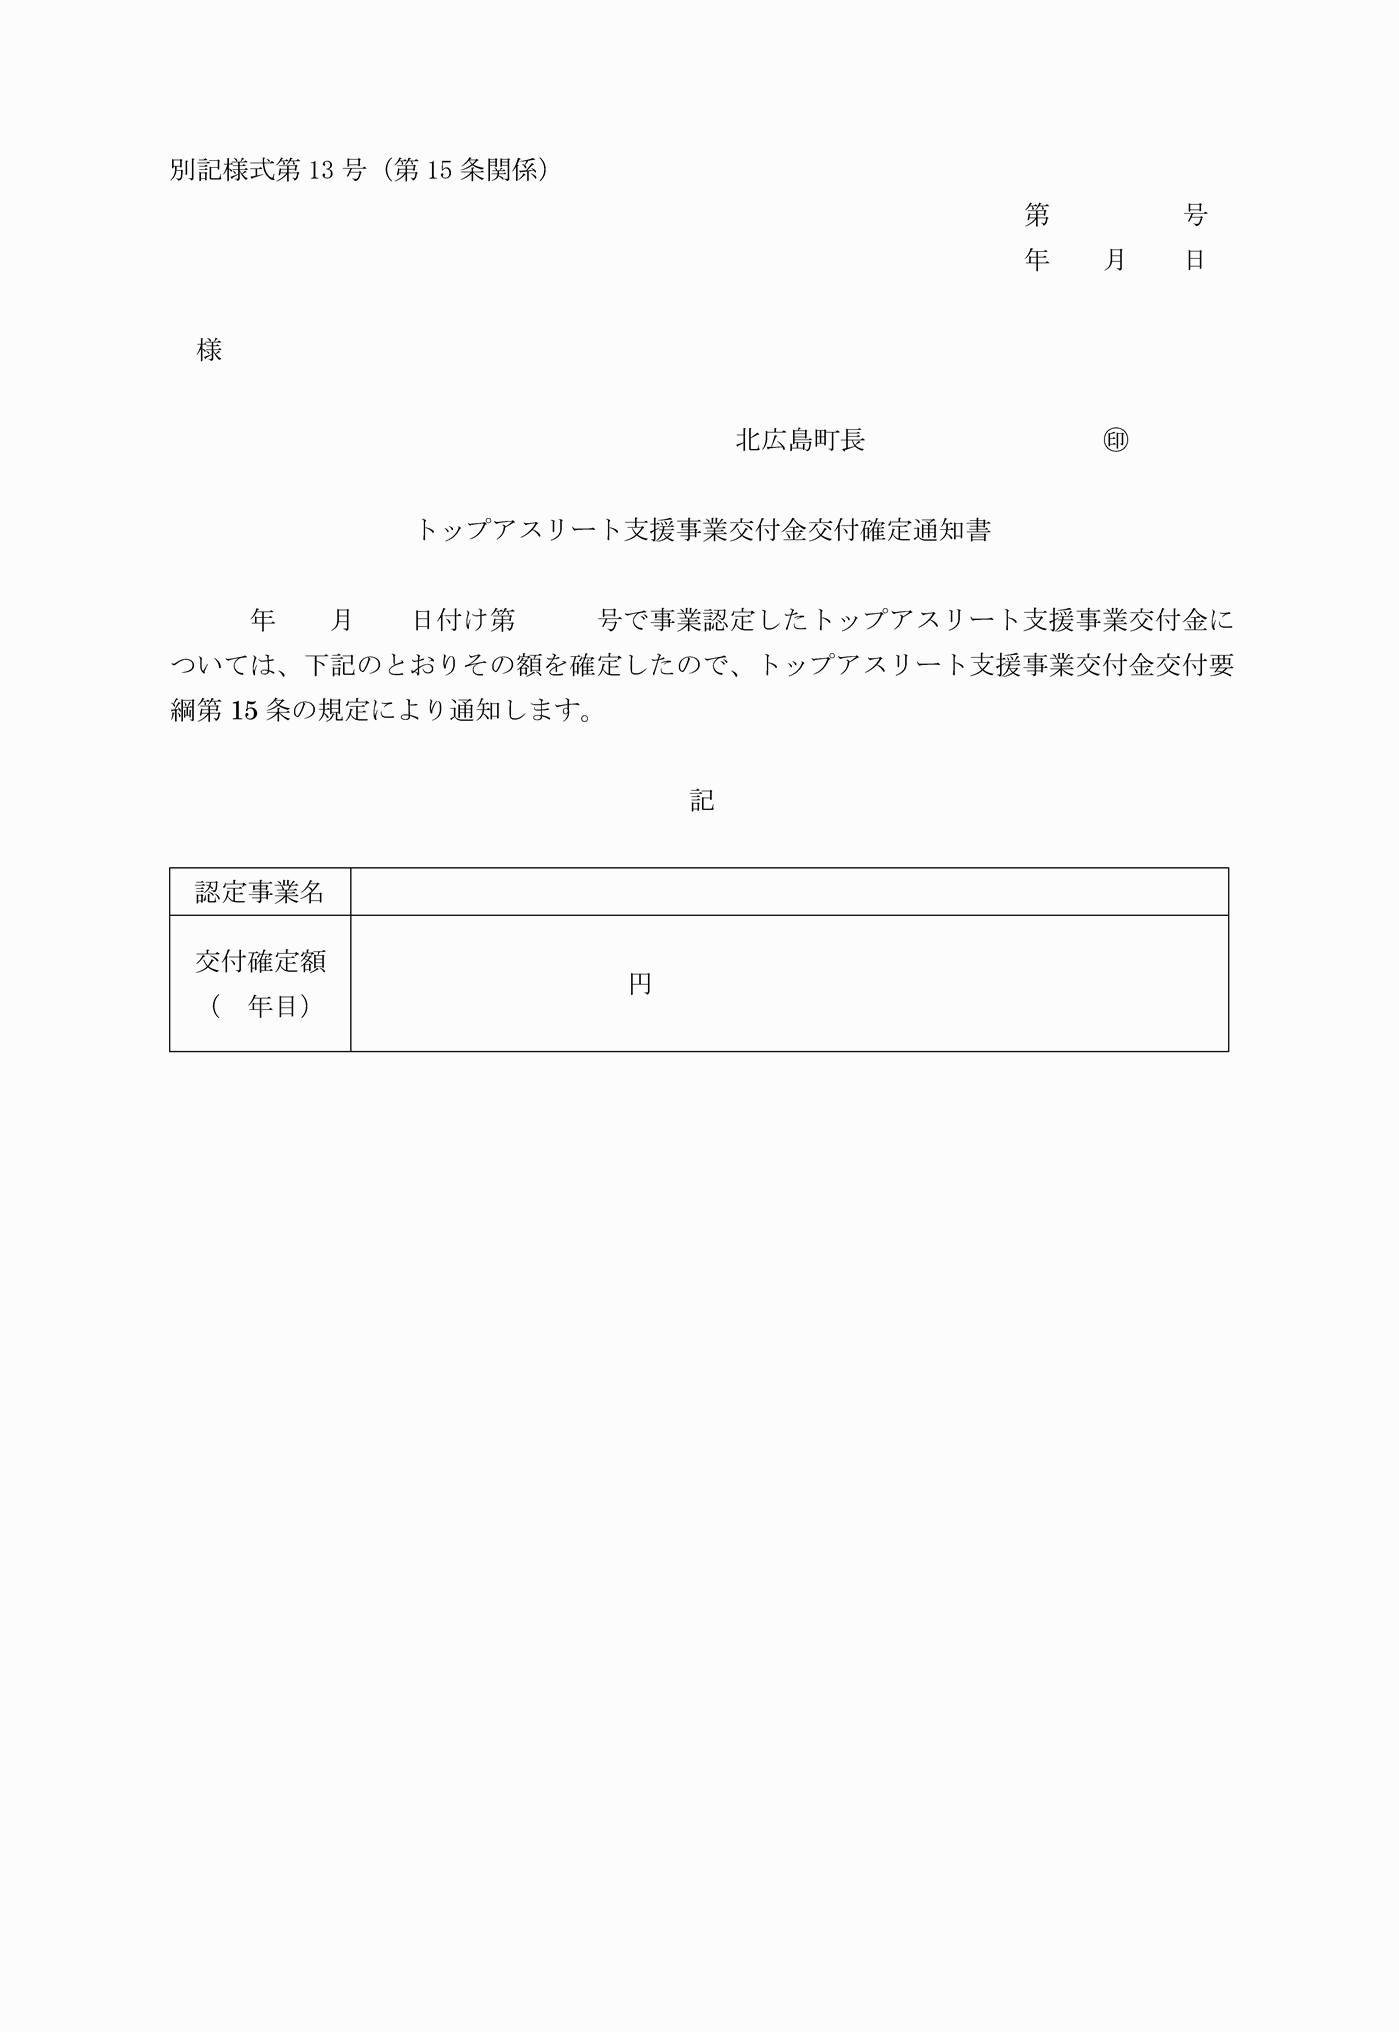 別記様式第 13 号（第 15 条関係）
第　　　　　号
年　　月　　日
様
北広島町長　　　　　　　　　㊞
トップアスリート支援事業交付金交付確定通知書
年　　月　　日付け第　　　号で事業認定したトップアスリート支援事業交付金に
ついては、下記のとおりその額を確定したので、トップアスリート支援事業交付金交付要
綱第 15 条の規定により通知します。
記
認定事業名
交付確定額
（　年目）
円